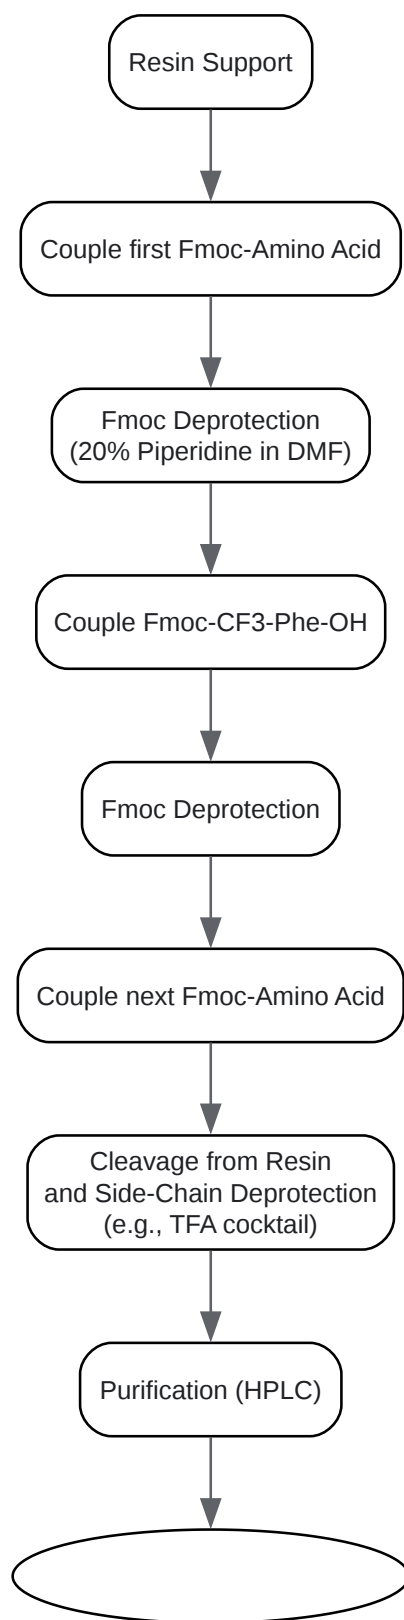 Resin Support
Couple first Fmoc-Amino Acid
Fmoc Deprotection
(20% Piperidine in DMF)
Couple Fmoc-CF3-Phe-OH
Fmoc Deprotection
Couple next Fmoc-Amino Acid
Cleavage from Resin
and Side-Chain Deprotection
(e.g., TFA cocktail)
Purification (HPLC)